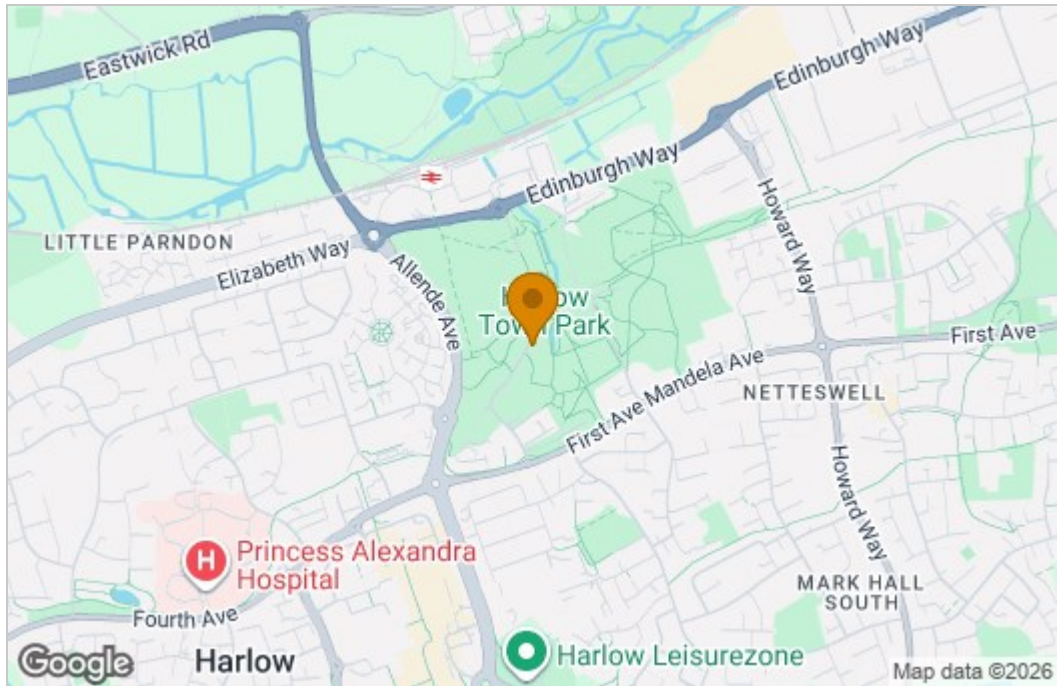 Eastwick Rd
Edinburgh Way
Edinburgh Way
LITTLE PARNDON
Elizabeth Way
Allende Ave
Howard Way
Town Park
First Ave Mandela Ave
First Ave
NETTESWELL
Howard Way
H
Princess Alexandra
Hospital
MARK HALL
SOUTH
Fourth Ave
Google
Harlow
Harlow Leisurezone
Map data ©2026